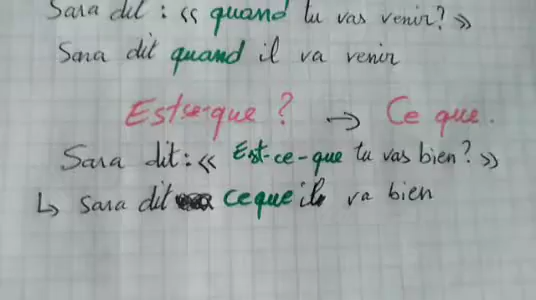 Sara dit : « quand tu vas venir? »
Sara dit quand il va venir
Est-ce-que ? → Ce que.
Sara dit : « Est-ce-que tu vas bien? »
↳ Sara dit ce que il va bien